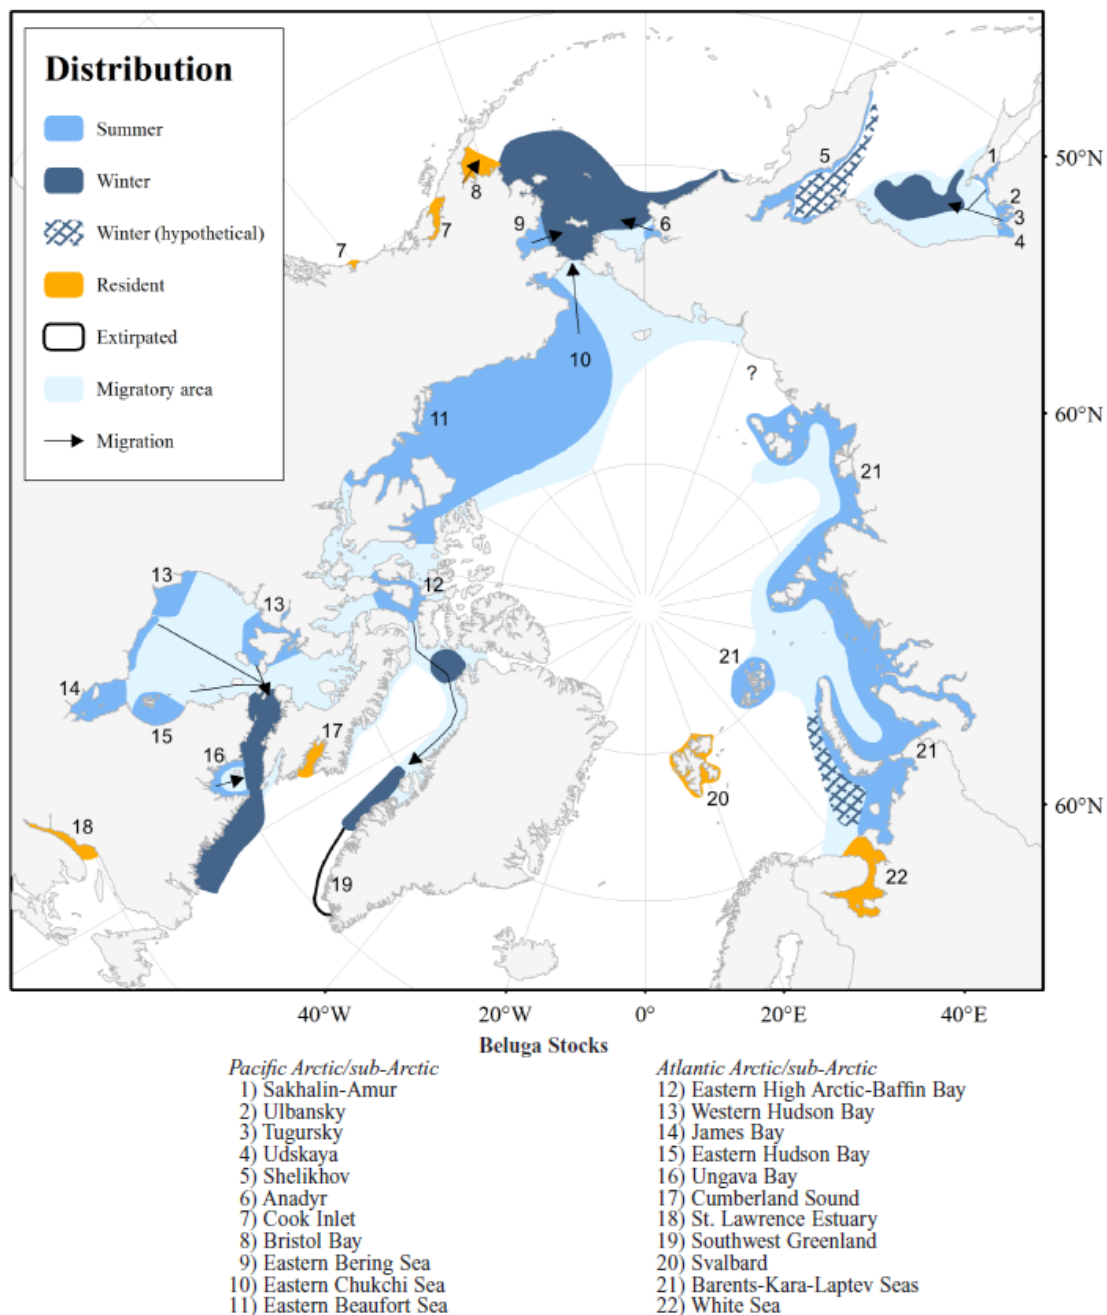 Distribution
Summer
Winter
Winter (hypothetical)
Resident
Extirpated
Migratory area
Migration
50°N
60°N
60°N
1
2
3
4
5
6
7
7
8
9
10
11
12
13
13
14
15
16
17
18
19
20
21
21
21
22
?
40°W 20°W 0° 20°E 40°E
Beluga Stocks
Pacific Arctic/sub-Arctic
1) Sakhalin-Amur
2) Ulbansky
3) Tugursky
4) Udskaya
5) Shelikhov
6) Anadyr
7) Cook Inlet
8) Bristol Bay
9) Eastern Bering Sea
10) Eastern Chukchi Sea
11) Eastern Beaufort Sea
Atlantic Arctic/sub-Arctic
12) Eastern High Arctic-Baffin Bay
13) Western Hudson Bay
14) James Bay
15) Eastern Hudson Bay
16) Ungava Bay
17) Cumberland Sound
18) St. Lawrence Estuary
19) Southwest Greenland
20) Svalbard
21) Barents-Kara-Laptev Seas
22) White Sea